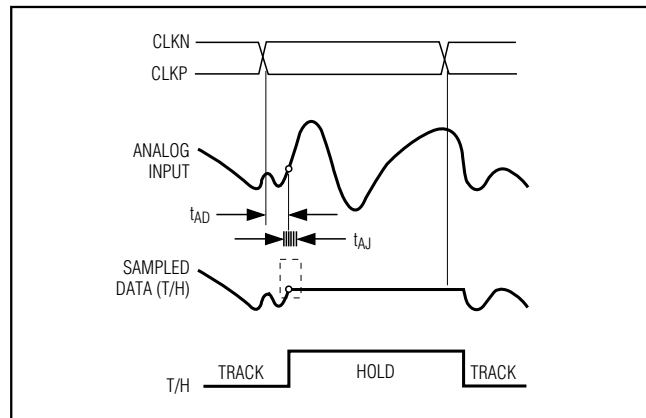 CLKN
CLKP
ANALOG
INPUT
tAD
tAJ
SAMPLED
DATA (T/H)
T/H
TRACK
HOLD
TRACK